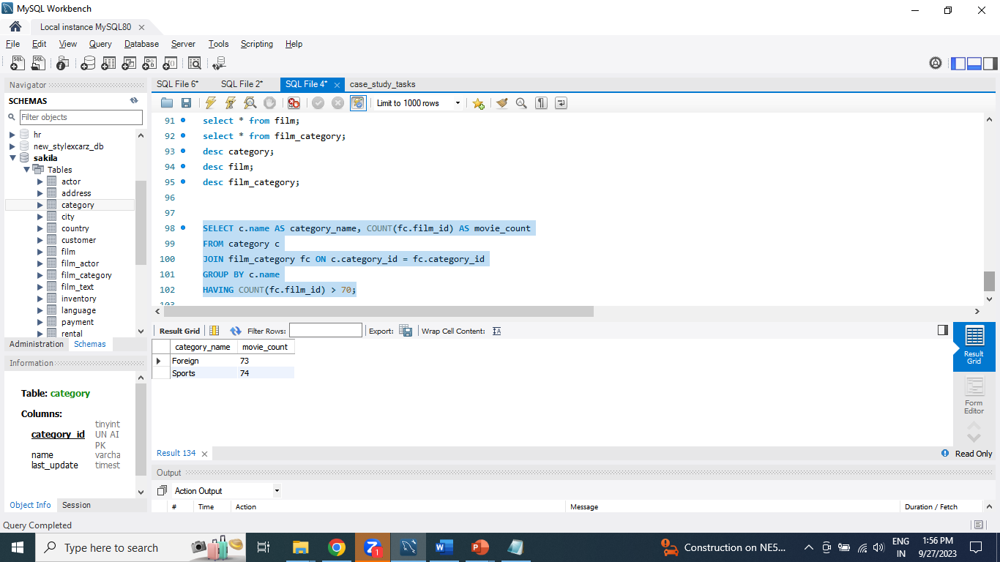 MySQL Workbench
Local instance MySQL80
File Edit View Query Database Server Tools Scripting Help
Navigator
SCHEMAS
Filter objects
hr
new_stylexcarz_db
sakila
Tables
actor
address
category
city
country
customer
film
film_actor
film_category
film_text
inventory
language
payment
rental
Administration Schemas
Information
Table: category
Columns:
category_id tinyint UN AI PK
name varcha
last_update timest
Object Info Session
Query Completed
SQL File 6* SQL File 2* SQL File 4* case_study_tasks
Limit to 1000 rows
91 select * from film;
92 select * from film_category;
93 desc category;
94 desc film;
95 desc film_category;
96
97
98 SELECT c.name AS category_name, COUNT(fc.film_id) AS movie_count
99 FROM category c
100 JOIN film_category fc ON c.category_id = fc.category_id
101 GROUP BY c.name
102 HAVING COUNT(fc.film_id) > 70;
103
Result Grid Filter Rows: Export: Wrap Cell Content:
category_name movie_count
Foreign 73
Sports 74
Result Grid
Form Editor
Result 134
Read Only
Output
Action Output
# Time Action Message Duration / Fetch
Type here to search
1
Construction on NE5...
ENG
IN
1:56 PM
9/27/2023